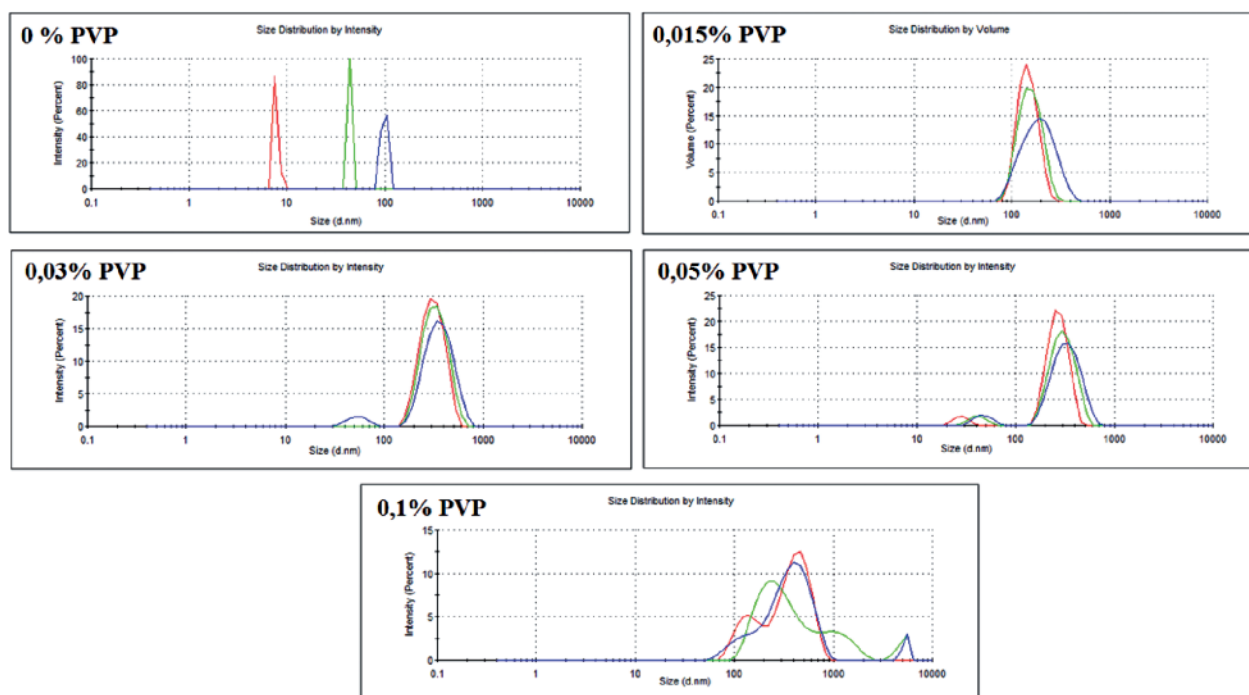 0 % PVP
Size Distribution by Intensity
Intensity (Percent)
100
80
60
40
20
0
0.1 1 10 100 1000 10000
Size (d.nm)
0,015% PVP
Size Distribution by Volume
Volume (Percent)
25
20
15
10
5
0
0.1 1 10 100 1000 10000
Size (d.nm)
0,03% PVP
Size Distribution by Intensity
Intensity (Percent)
20
15
10
5
0
0.1 1 10 100 1000 10000
Size (d.nm)
0,05% PVP
Size Distribution by Intensity
Intensity (Percent)
25
20
15
10
5
0
0.1 1 10 100 1000 10000
Size (d.nm)
0,1% PVP
Size Distribution by Intensity
Intensity (Percent)
15
10
5
0
0.1 1 10 100 1000 10000
Size (d.nm)